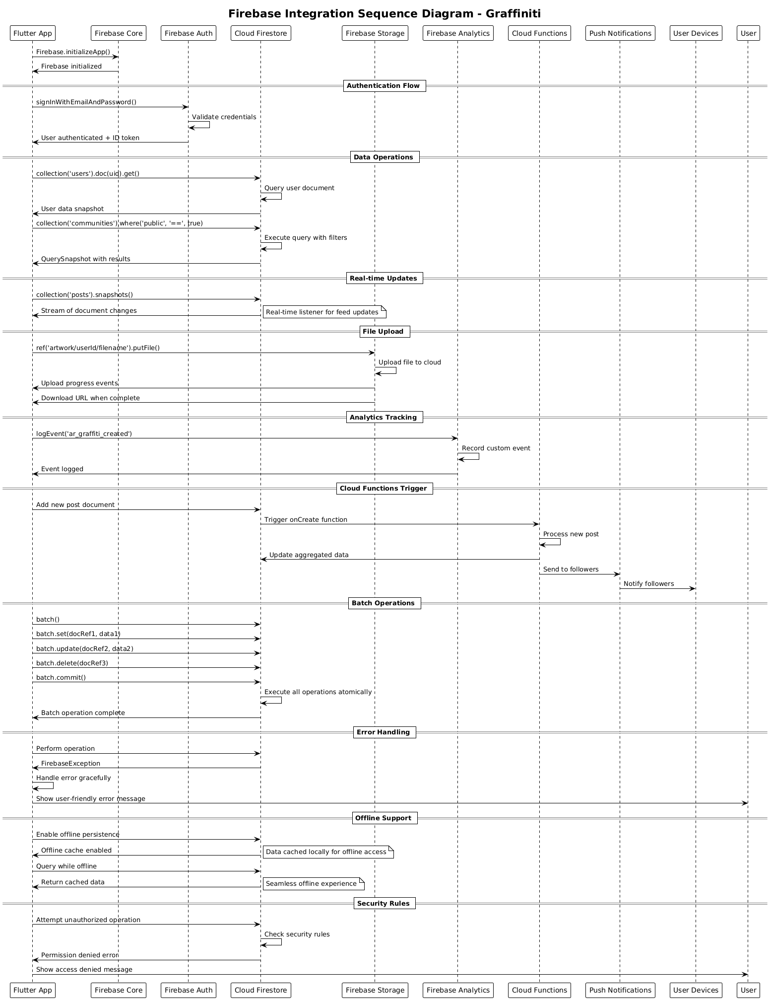 Firebase Integration Sequence Diagram - Graffiniti
Flutter App
Firebase Core
Firebase Auth
Cloud Firestore
Firebase Storage
Firebase Analytics
Cloud Functions
Push Notifications
User Devices
User
Firebase.initializeApp()
Firebase initialized
Authentication Flow
signInWithEmailAndPassword()
Validate credentials
User authenticated + ID token
Data Operations
collection('users').doc(uid).get()
Query user document
User data snapshot
collection('communities').where('public', '==', true)
Execute query with filters
QuerySnapshot with results
Real-time Updates
collection('posts').snapshots()
Stream of document changes
Real-time listener for feed updates
File Upload
ref('artwork/userId/filename').putFile()
Upload file to cloud
Upload progress events
Download URL when complete
Analytics Tracking
logEvent('ar_graffiti_created')
Record custom event
Event logged
Cloud Functions Trigger
Add new post document
Trigger onCreate function
Process new post
Update aggregated data
Send to followers
Notify followers
Batch Operations
batch()
batch.set(docRef1, data1)
batch.update(docRef2, data2)
batch.delete(docRef3)
batch.commit()
Execute all operations atomically
Batch operation complete
Error Handling
Perform operation
FirebaseException
Handle error gracefully
Show user-friendly error message
Offline Support
Enable offline persistence
Offline cache enabled
Data cached locally for offline access
Query while offline
Return cached data
Seamless offline experience
Security Rules
Attempt unauthorized operation
Check security rules
Permission denied error
Show access denied message
Flutter App
Firebase Core
Firebase Auth
Cloud Firestore
Firebase Storage
Firebase Analytics
Cloud Functions
Push Notifications
User Devices
User